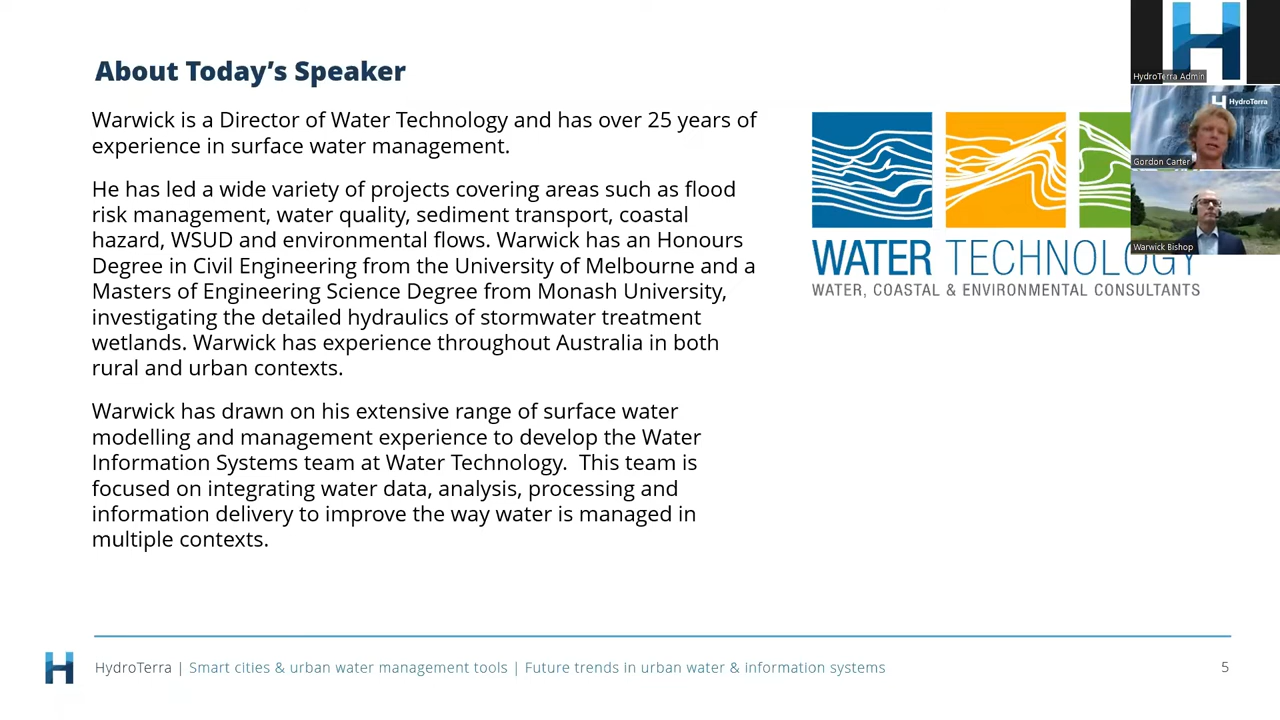 About Today's Speaker
Warwick is a Director of Water Technology and has over 25 years of
experience in surface water management.
He has led a wide variety of projects covering areas such as flood
risk management, water quality, sediment transport, coastal
hazard, WSUD and environmental flows. Warwick has an Honours
Degree in Civil Engineering from the University of Melbourne and a
Masters of Engineering Science Degree from Monash University,
investigating the detailed hydraulics of stormwater treatment
wetlands. Warwick has experience throughout Australia in both
rural and urban contexts.
Warwick has drawn on his extensive range of surface water
modelling and management experience to develop the Water
Information Systems team at Water Technology.  This team is
focused on integrating water data, analysis, processing and
information delivery to improve the way water is managed in
multiple contexts.
WATER TECHNOLOGY
WATER, COASTAL & ENVIRONMENTAL CONSULTANTS
HydroTerra Admin
HydroTerra
Gordon Carter
Warwick Bishop
HydroTerra | Smart cities & urban water management tools | Future trends in urban water & information systems
5